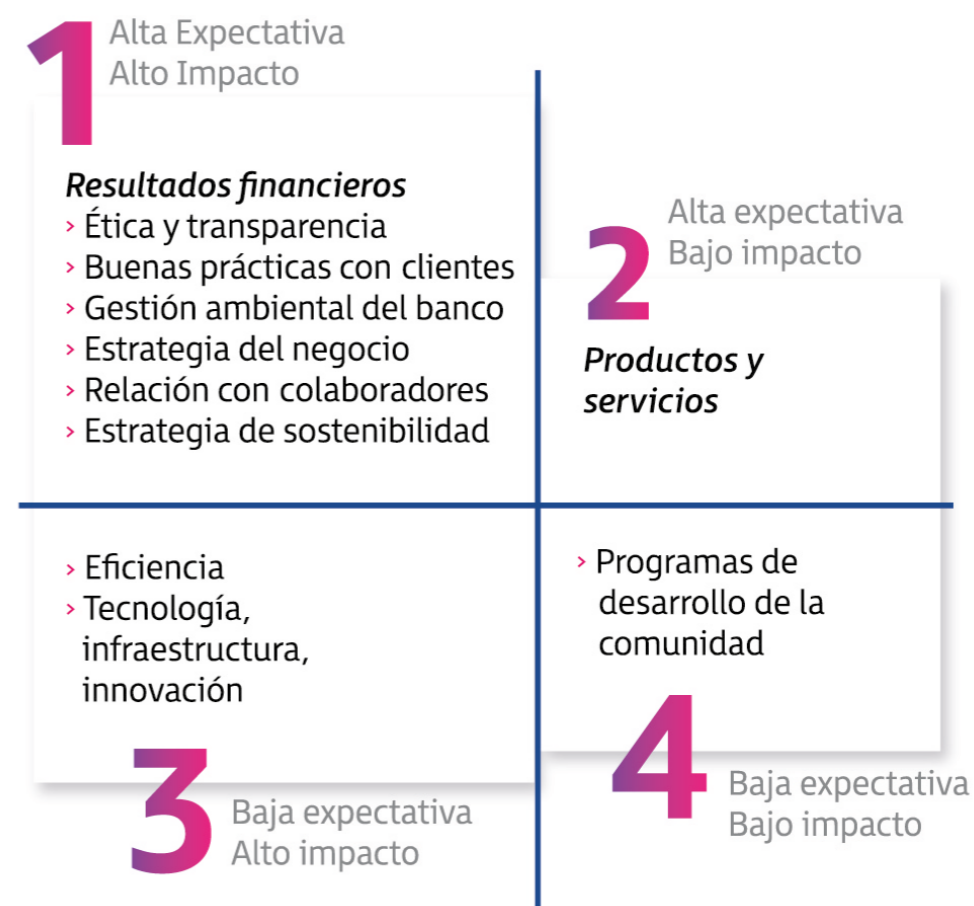 1
Alta Expectativa
Alto Impacto
Resultados financieros
› Ética y transparencia
› Buenas prácticas con clientes
› Gestión ambiental del banco
› Estrategia del negocio
› Relación con colaboradores
› Estrategia de sostenibilidad
2
Alta expectativa
Bajo impacto
Productos y
servicios
› Eficiencia
› Tecnología,
infraestructura,
innovación
3
Baja expectativa
Alto impacto
› Programas de
desarrollo de la
comunidad
4
Baja expectativa
Bajo impacto